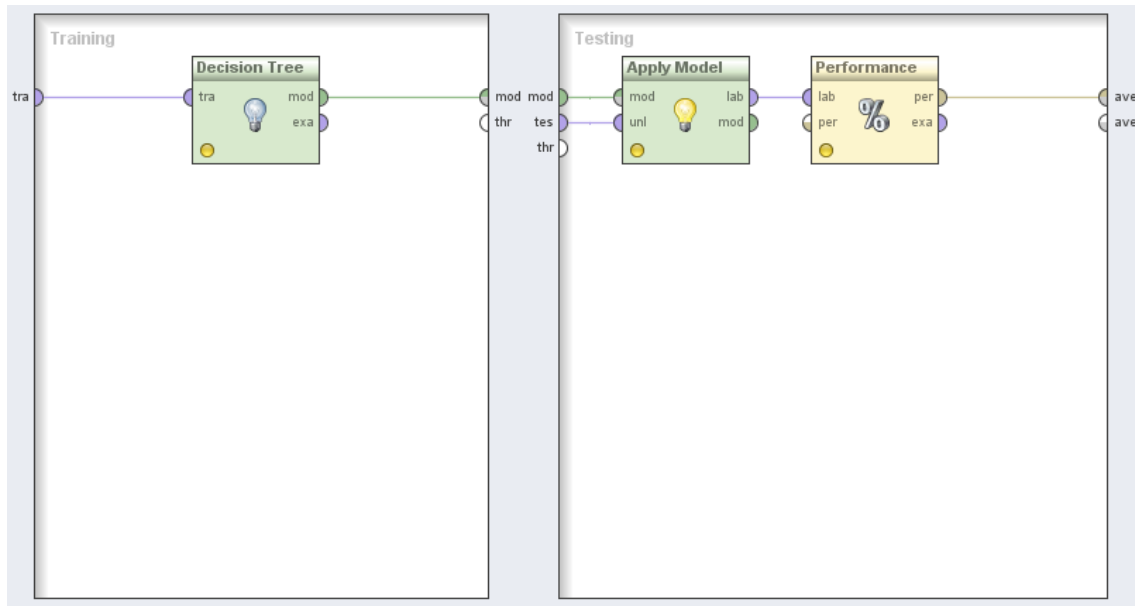 Training
Testing
Decision Tree
Apply Model
Performance
tra
tra
mod
mod
mod
mod
lab
lab
per
ave
exa
thr
tes
unl
mod
per
exa
ave
thr